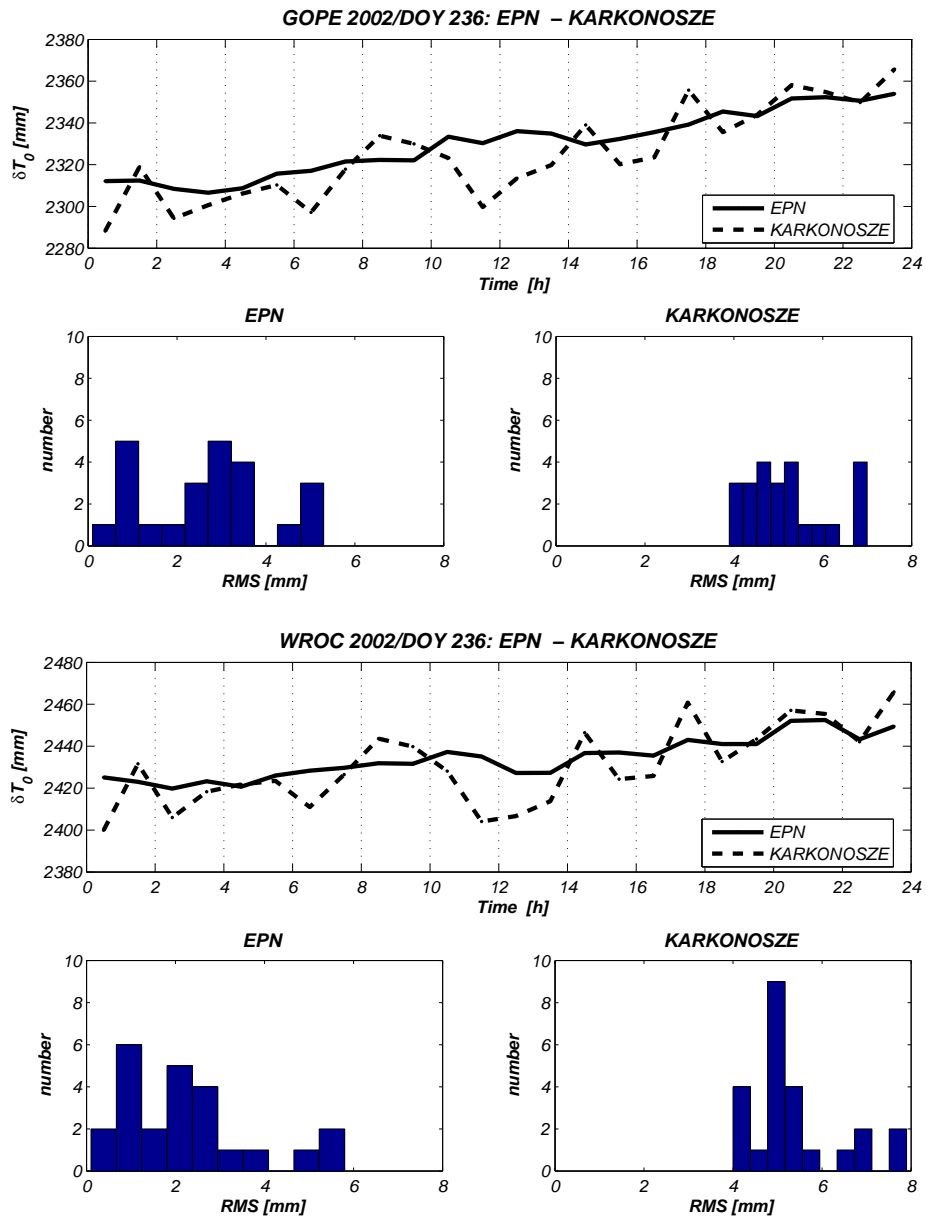 GOPE 2002/DOY 236: EPN – KARKONOSZE
2380
2360
2340
2320
2300
2280
δT0 [mm]
EPN
KARKONOSZE
0 2 4 6 8 10 12 14 16 18 20 22 24
Time [h]
EPN
10
8
6
4
2
0
number
0 2 4 6 8
RMS [mm]
KARKONOSZE
10
8
6
4
2
0
number
0 2 4 6 8
RMS [mm]
WROC 2002/DOY 236: EPN – KARKONOSZE
2480
2460
2440
2420
2400
2380
δT0 [mm]
EPN
KARKONOSZE
0 2 4 6 8 10 12 14 16 18 20 22 24
Time [h]
EPN
10
8
6
4
2
0
number
0 2 4 6 8
RMS [mm]
KARKONOSZE
10
8
6
4
2
0
number
0 2 4 6 8
RMS [mm]